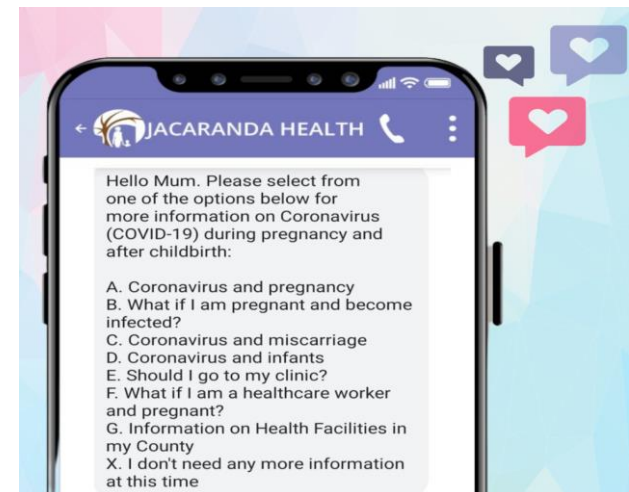 JACARANDA HEALTH
Hello Mum. Please select from
one of the options below for
more information on Coronavirus
(COVID-19) during pregnancy and
after childbirth:
A. Coronavirus and pregnancy
B. What if I am pregnant and become
infected?
C. Coronavirus and miscarriage
D. Coronavirus and infants
E. Should I go to my clinic?
F. What if I am a healthcare worker
and pregnant?
G. Information on Health Facilities in
my County
X. I don't need any more information
at this time